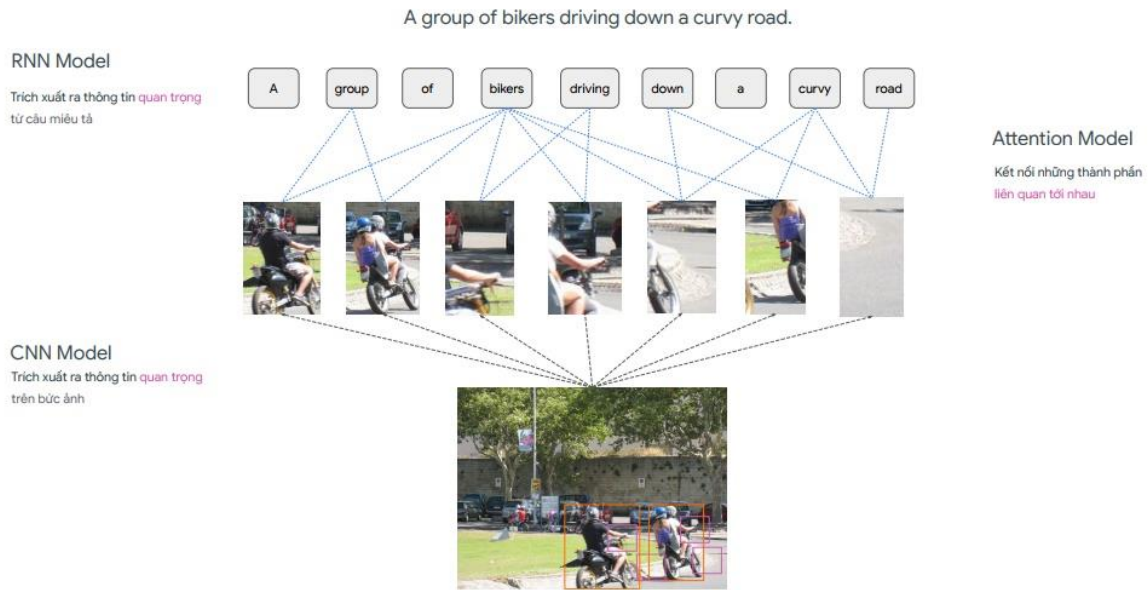 A group of bikers driving down a curvy road.
RNN Model
Trích xuất ra thông tin quan trọng
từ câu miêu tả
A group of bikers driving down a curvy road
Attention Model
Kết nối những thành phần
liên quan tới nhau
CNN Model
Trích xuất ra thông tin quan trọng
trên bức ảnh